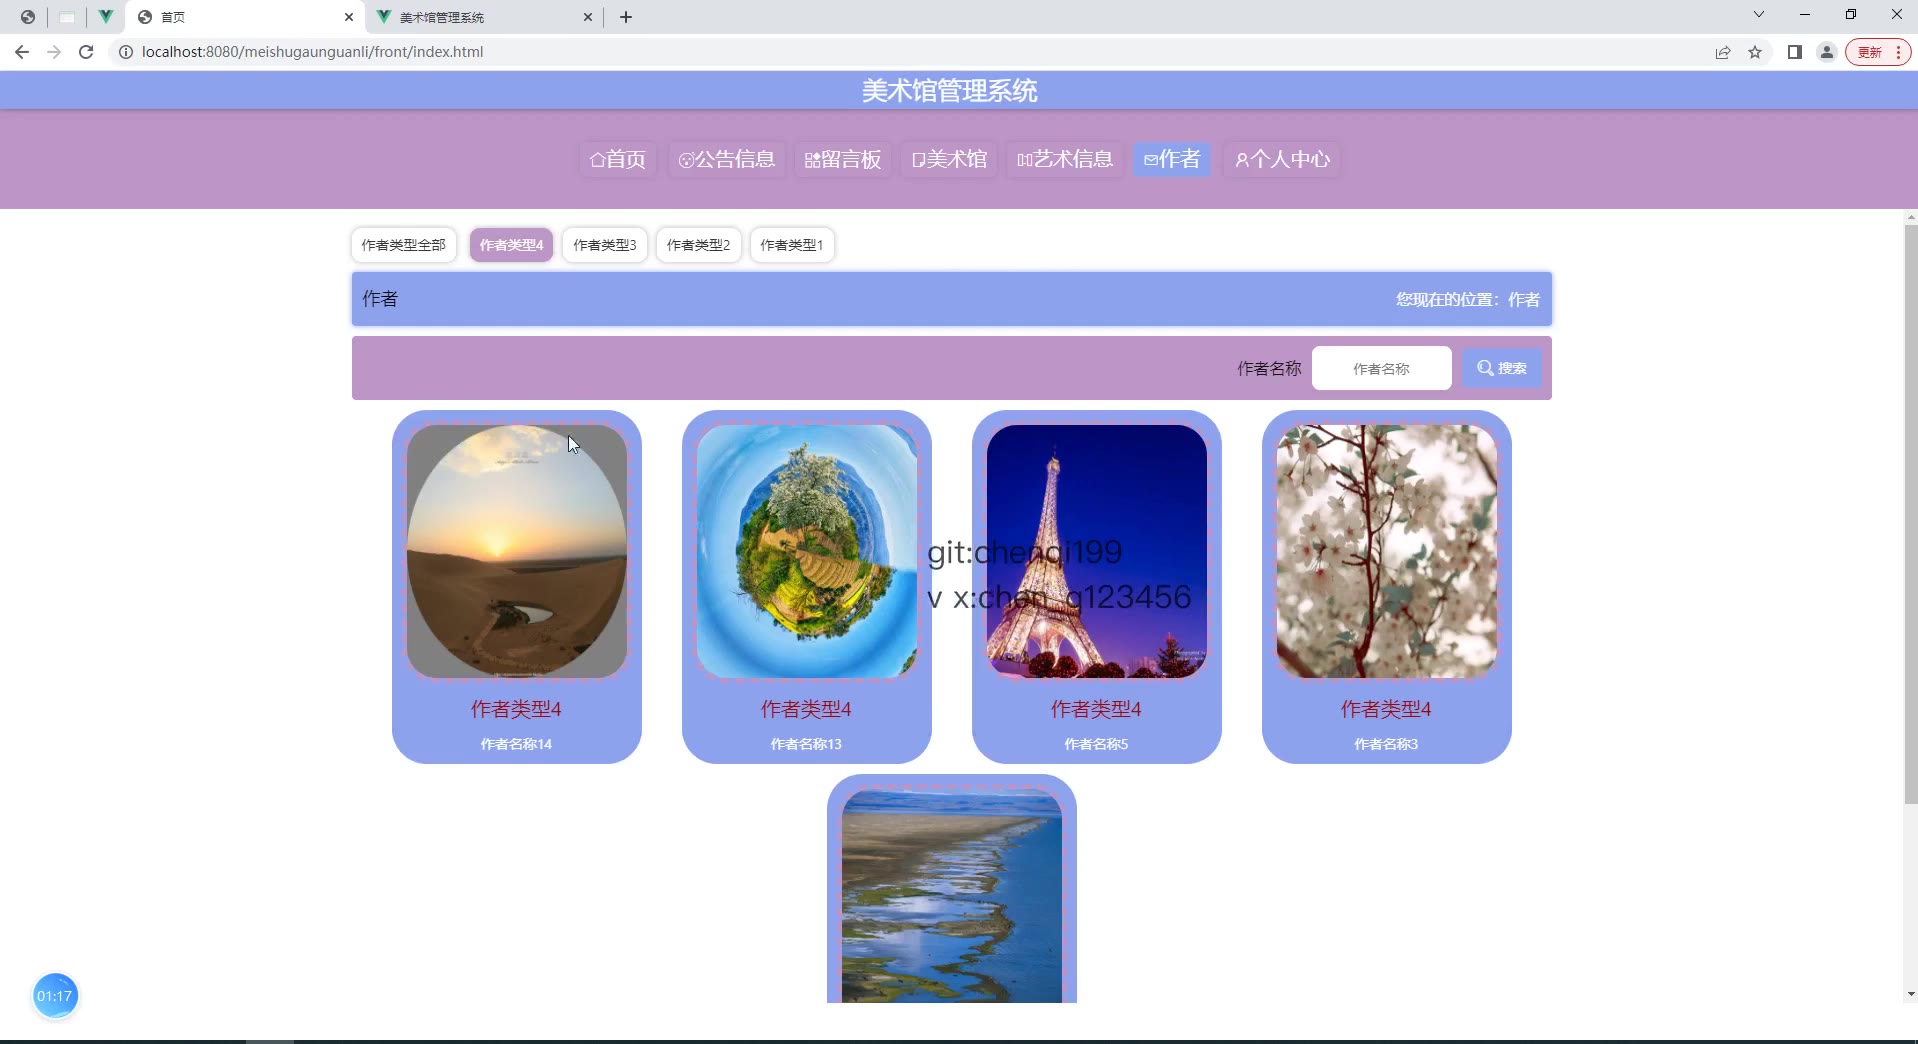 首页
美术馆管理系统
localhost:8080/meishugaunguanli/front/index.html
更新
美术馆管理系统
首页 公告信息 留言板 美术馆 艺术信息 作者 个人中心
作者类型全部 作者类型4 作者类型3 作者类型2 作者类型1
作者 您现在的位置：作者
作者名称 作者名称 搜索
git:chenqi199
v x:chen_q123456
作者类型4 作者类型4 作者类型4 作者类型4
作者名称14 作者名称13 作者名称5 作者名称3
01:17